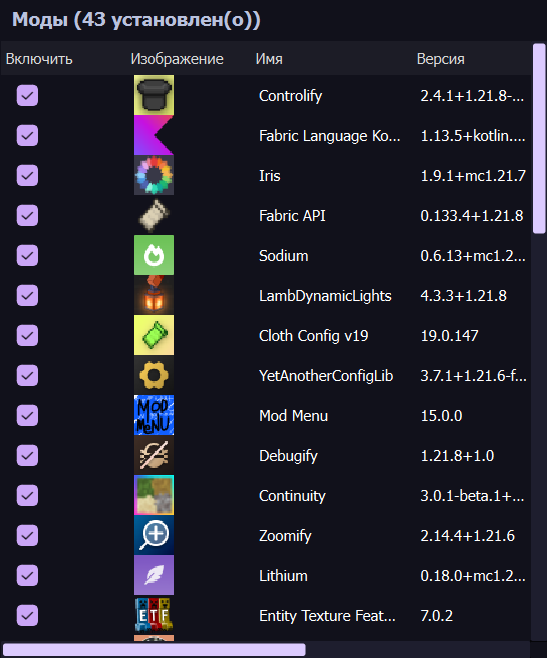 Моды (43 установлен(о))
Включить Изображение Имя Версия
Controlify 2.4.1+1.21.8-...
Fabric Language Ko... 1.13.5+kotlin....
Iris 1.9.1+mc1.21.7
Fabric API 0.133.4+1.21.8
Sodium 0.6.13+mc1.2...
LambDynamicLights 4.3.3+1.21.8
Cloth Config v19 19.0.147
YetAnotherConfigLib 3.7.1+1.21.6-f...
MOD MENU Mod Menu 15.0.0
Debugify 1.21.8+1.0
Continuity 3.0.1-beta.1+...
Zoomify 2.14.4+1.21.6
Lithium 0.18.0+mc1.2...
ETF Entity Texture Feat... 7.0.2